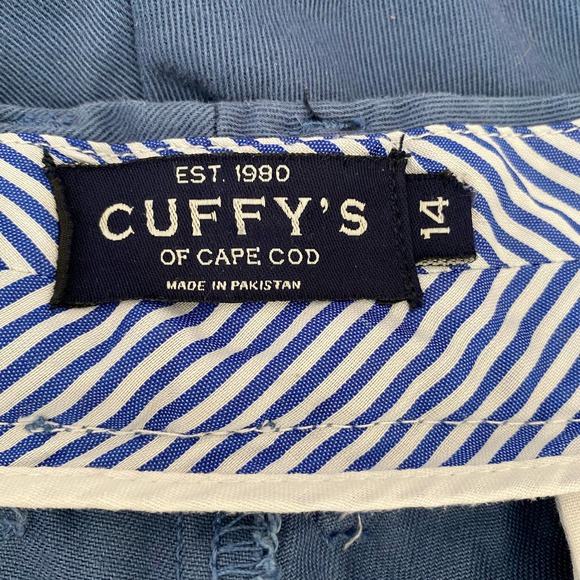 EST. 1980
CUFFY'S
OF CAPE COD
MADE IN PAKISTAN
14